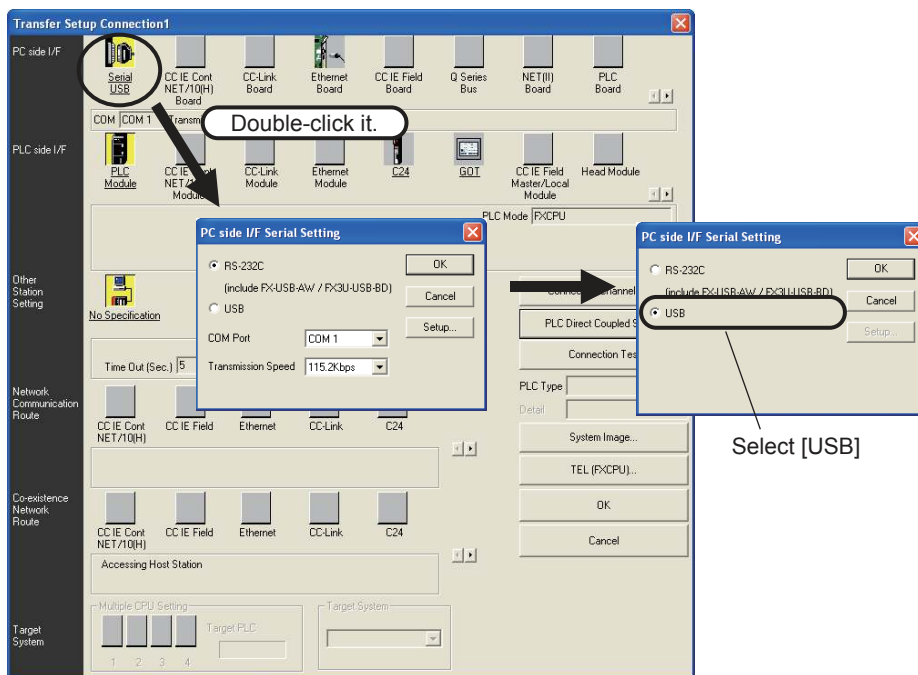 Transfer Setup Connection1
PC side I/F
Serial
USB
CC IE Cont
NET/10(H)
Board
CC-Link
Board
Ethernet
Board
CC IE Field
Board
Q Series
Bus
NET(II)
Board
PLC
Board
COM COM 1
Double-click it.
PLC side I/F
PLC
Module
CC IE Cont
Module
CC-Link
Module
Ethernet
Module
C24
GOT
CC IE Field
Master/Local
Module
Head Module
PLC Mode FXCPU
PC side I/F Serial Setting
RS-232C
(include FX-USB-AW / FX3U-USB-BD)
USB
COM Port COM 1
Transmission Speed 115.2Kbps
OK
Cancel
Setup...
PC side I/F Serial Setting
RS-232C
(include FX-USB-AW / FX3U-USB-BD)
USB
OK
Cancel
Setup...
Select [USB]
Other
Station
Setting
No Specification
Time Out (Sec.) 5
PLC Direct Coupled S
Connection Tes
PLC Type
Detail
System Image...
TEL (FXCPU)...
OK
Cancel
Network
Communication
Route
CC IE Cont
NET/10(H)
CC IE Field
Ethernet
CC-Link
C24
Co-existence
Network
Route
CC IE Cont
NET/10(H)
CC IE Field
Ethernet
CC-Link
C24
Accessing Host Station
Target
System
Multiple CPU Setting
1 2 3 4
Target PLC
Target System